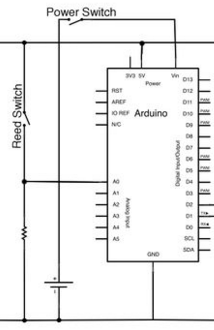 Power Switch
Reed Switch
3V3 5V Vin
Power
Arduino
RST
AREF
IO REF
N/C
A0
A1
A2
A3
A4
A5
Analog Input
D13
D12
D11
D10
D9
D8
D7
D6
D5
D4
D3
D2
D1
D0
SCL
SDA
PWM
PWM
PWM
PWM
PWM
PWM
Digital Input/Output
GND
+